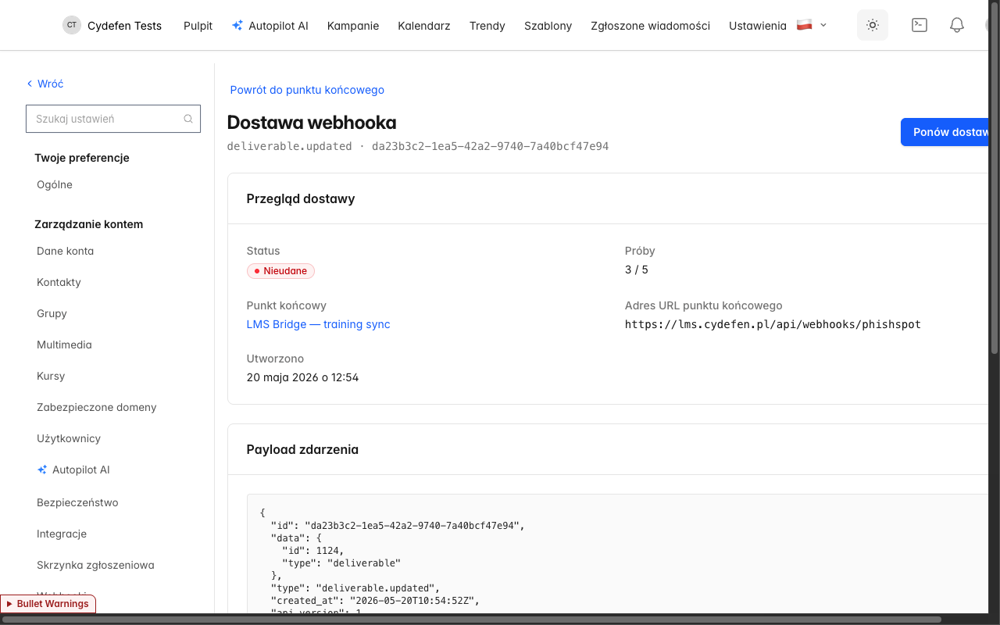 CT Cydefen Tests Pulpit Autopilot AI Kampanie Kalendarz Trendy Szablony Zgłoszone wiadomości Ustawienia
Wróć
Szukaj ustawień
Twoje preferencje
Ogólne
Zarządzanie kontem
Dane konta
Kontakty
Grupy
Multimedia
Kursy
Zabezpieczone domeny
Użytkownicy
Autopilot AI
Bezpieczeństwo
Integracje
Skrzynka zgłoszeniowa
Bullet Warnings
Powrót do punktu końcowego
Dostawa webhooka
deliverable.updated · da23b3c2-1ea5-42a2-9740-7a40bcf47e94
Ponów dostaw
Przegląd dostawy
Status
Nieudane
Próby
3 / 5
Punkt końcowy
LMS Bridge — training sync
Adres URL punktu końcowego
https://lms.cydefen.pl/api/webhooks/phishspot
Utworzono
20 maja 2026 o 12:54
Payload zdarzenia
{
"id": "da23b3c2-1ea5-42a2-9740-7a40bcf47e94",
"data": {
"id": 1124,
"type": "deliverable"
},
"type": "deliverable.updated",
"created_at": "2026-05-20T10:54:52Z",
"api_version": 1